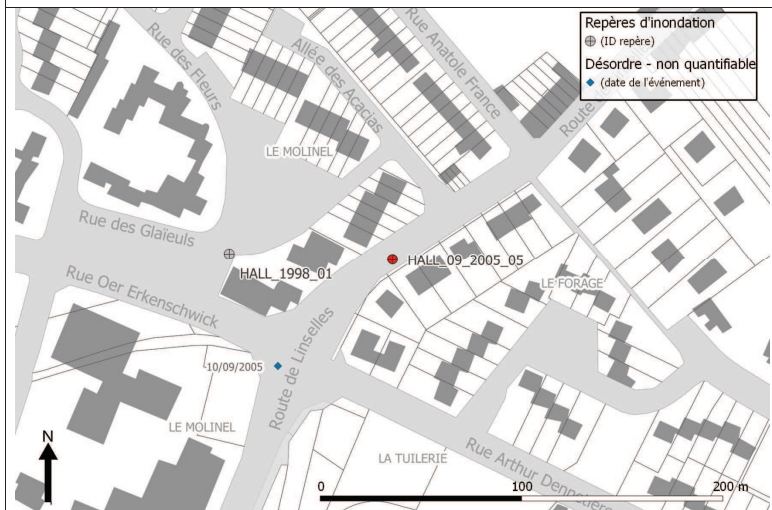 Repères d'inondation
(ID repère)
Désordre - non quantifiable
(date de l'événement)
Rue des Fleurs
Allée des Acacias
Rue Anatole France
Route
LE MOLINEL
Rue des Glaïeuls
HALL_1998_01
HALL_09_2005_05
LE FORAGE
Rue Oer Erkenschwick
10/09/2005
Route de Linselles
LE MOLINEL
LA TUILERIE
Rue Arthur Dennetière
N
0
100
200 m